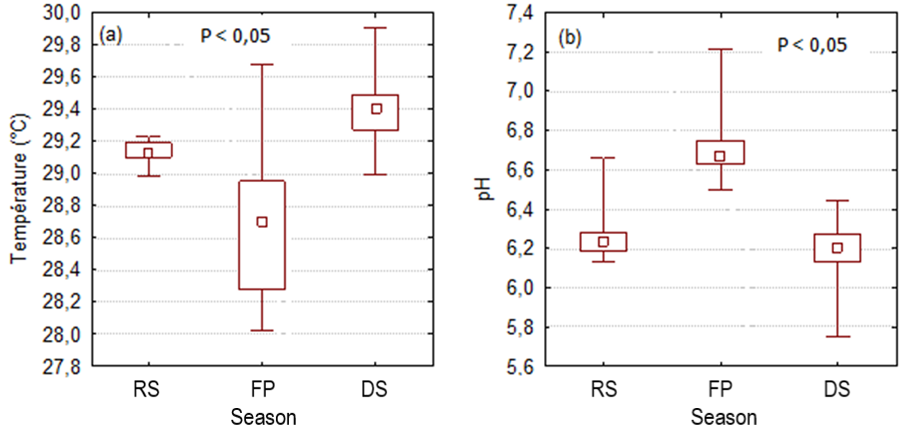 (a)
P < 0,05
Température (°C)
30,0
29,8
29,6
29,4
29,2
29,0
28,8
28,6
28,4
28,2
28,0
27,8
RS FP DS
Season
(b)
P < 0,05
pH
7,4
7,2
7,0
6,8
6,6
6,4
6,2
6,0
5,8
5,6
RS FP DS
Season